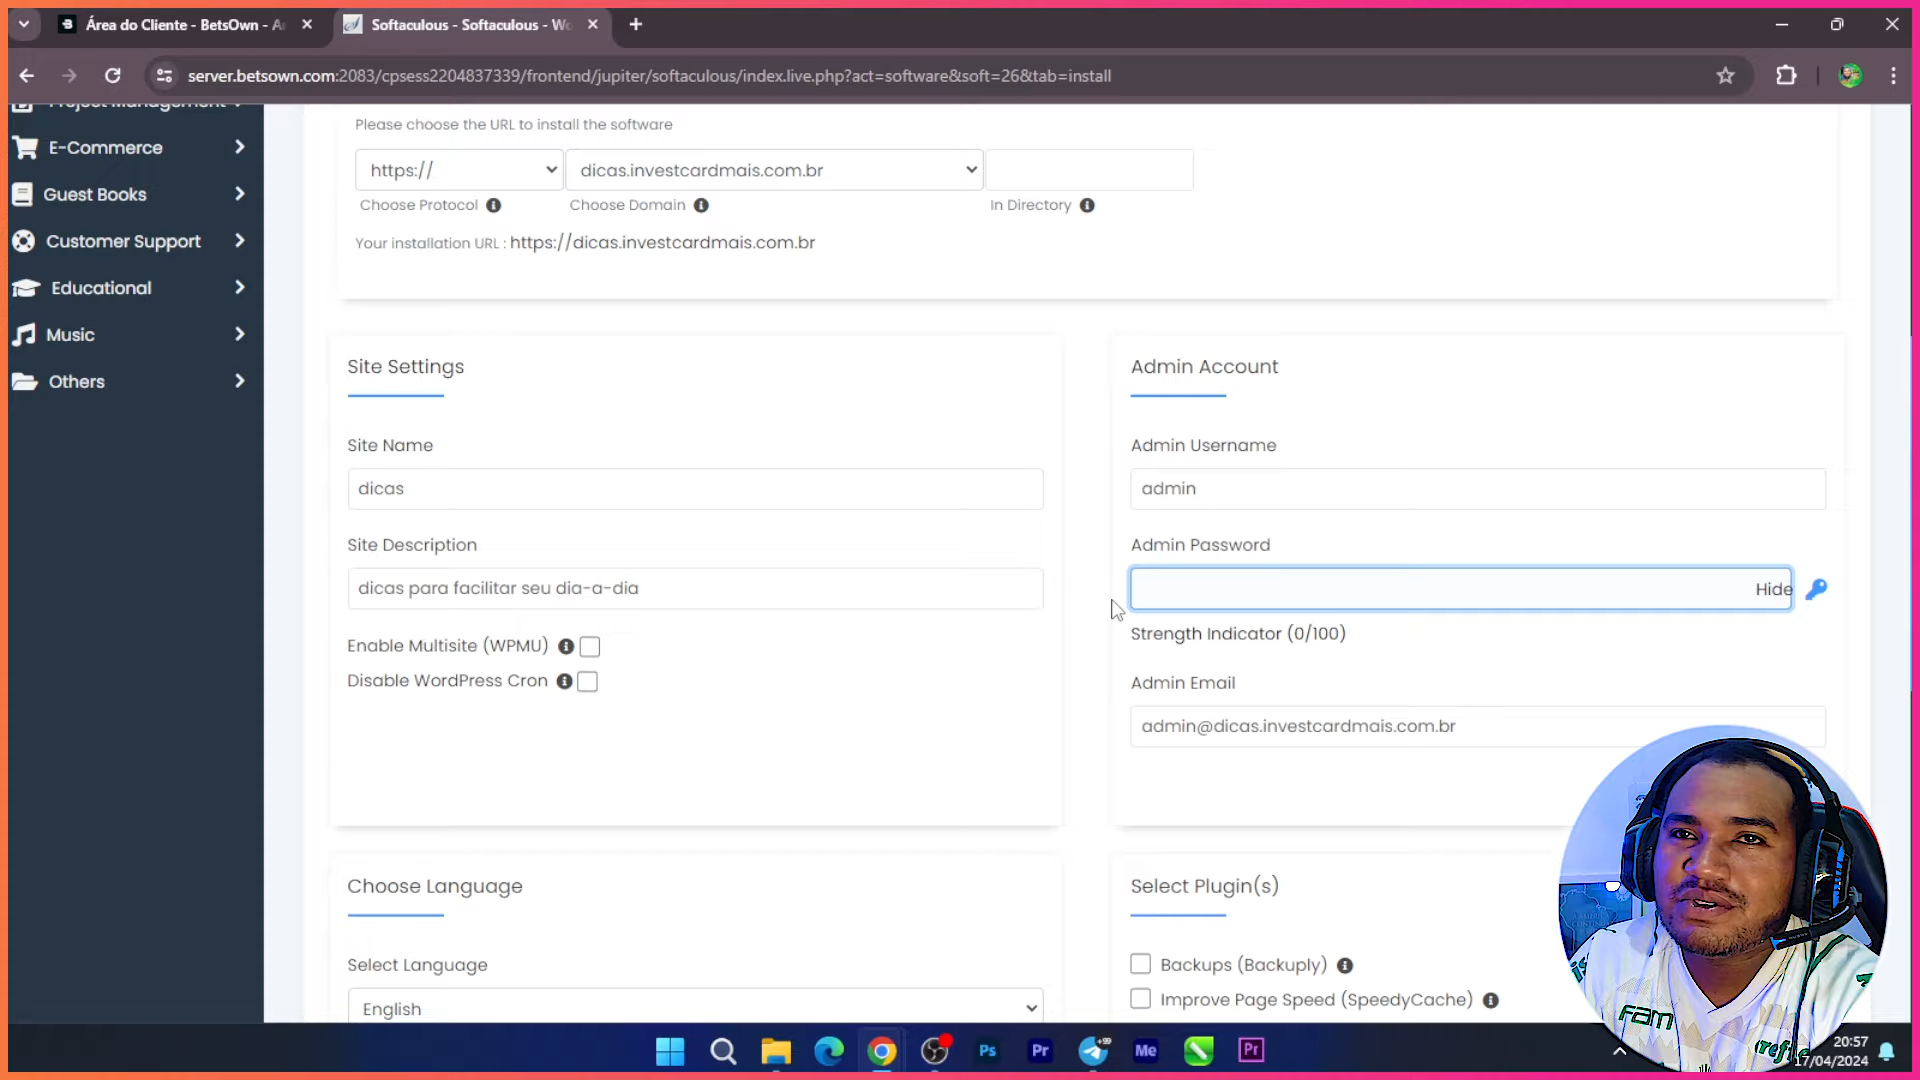 Área do Cliente - BetsOwn - A
Softaculous - Softaculous - Wo
server.betsown.com:2083/cpsess2204837339/frontend/jupiter/softaculous/index.live.php?act=software&soft=26&tab=install
Project Management
E-Commerce
Guest Books
Customer Support
Educational
Music
Others
Please choose the URL to install the software
https://
dicas.investcardmais.com.br
Choose Protocol
Choose Domain
In Directory
Your installation URL : https://dicas.investcardmais.com.br
Site Settings
Site Name
dicas
Site Description
dicas para facilitar seu dia-a-dia
Enable Multisite (WPMU)
Disable WordPress Cron
Admin Account
Admin Username
admin
Admin Password
Hide
Strength Indicator (0/100)
Admin Email
admin@dicas.investcardmais.com.br
Choose Language
Select Language
English
Select Plugin(s)
Backups (Backuply)
Improve Page Speed (SpeedyCache)
FAM
Ps
Pr
+99
Me
Pr
20:57
17/04/2024